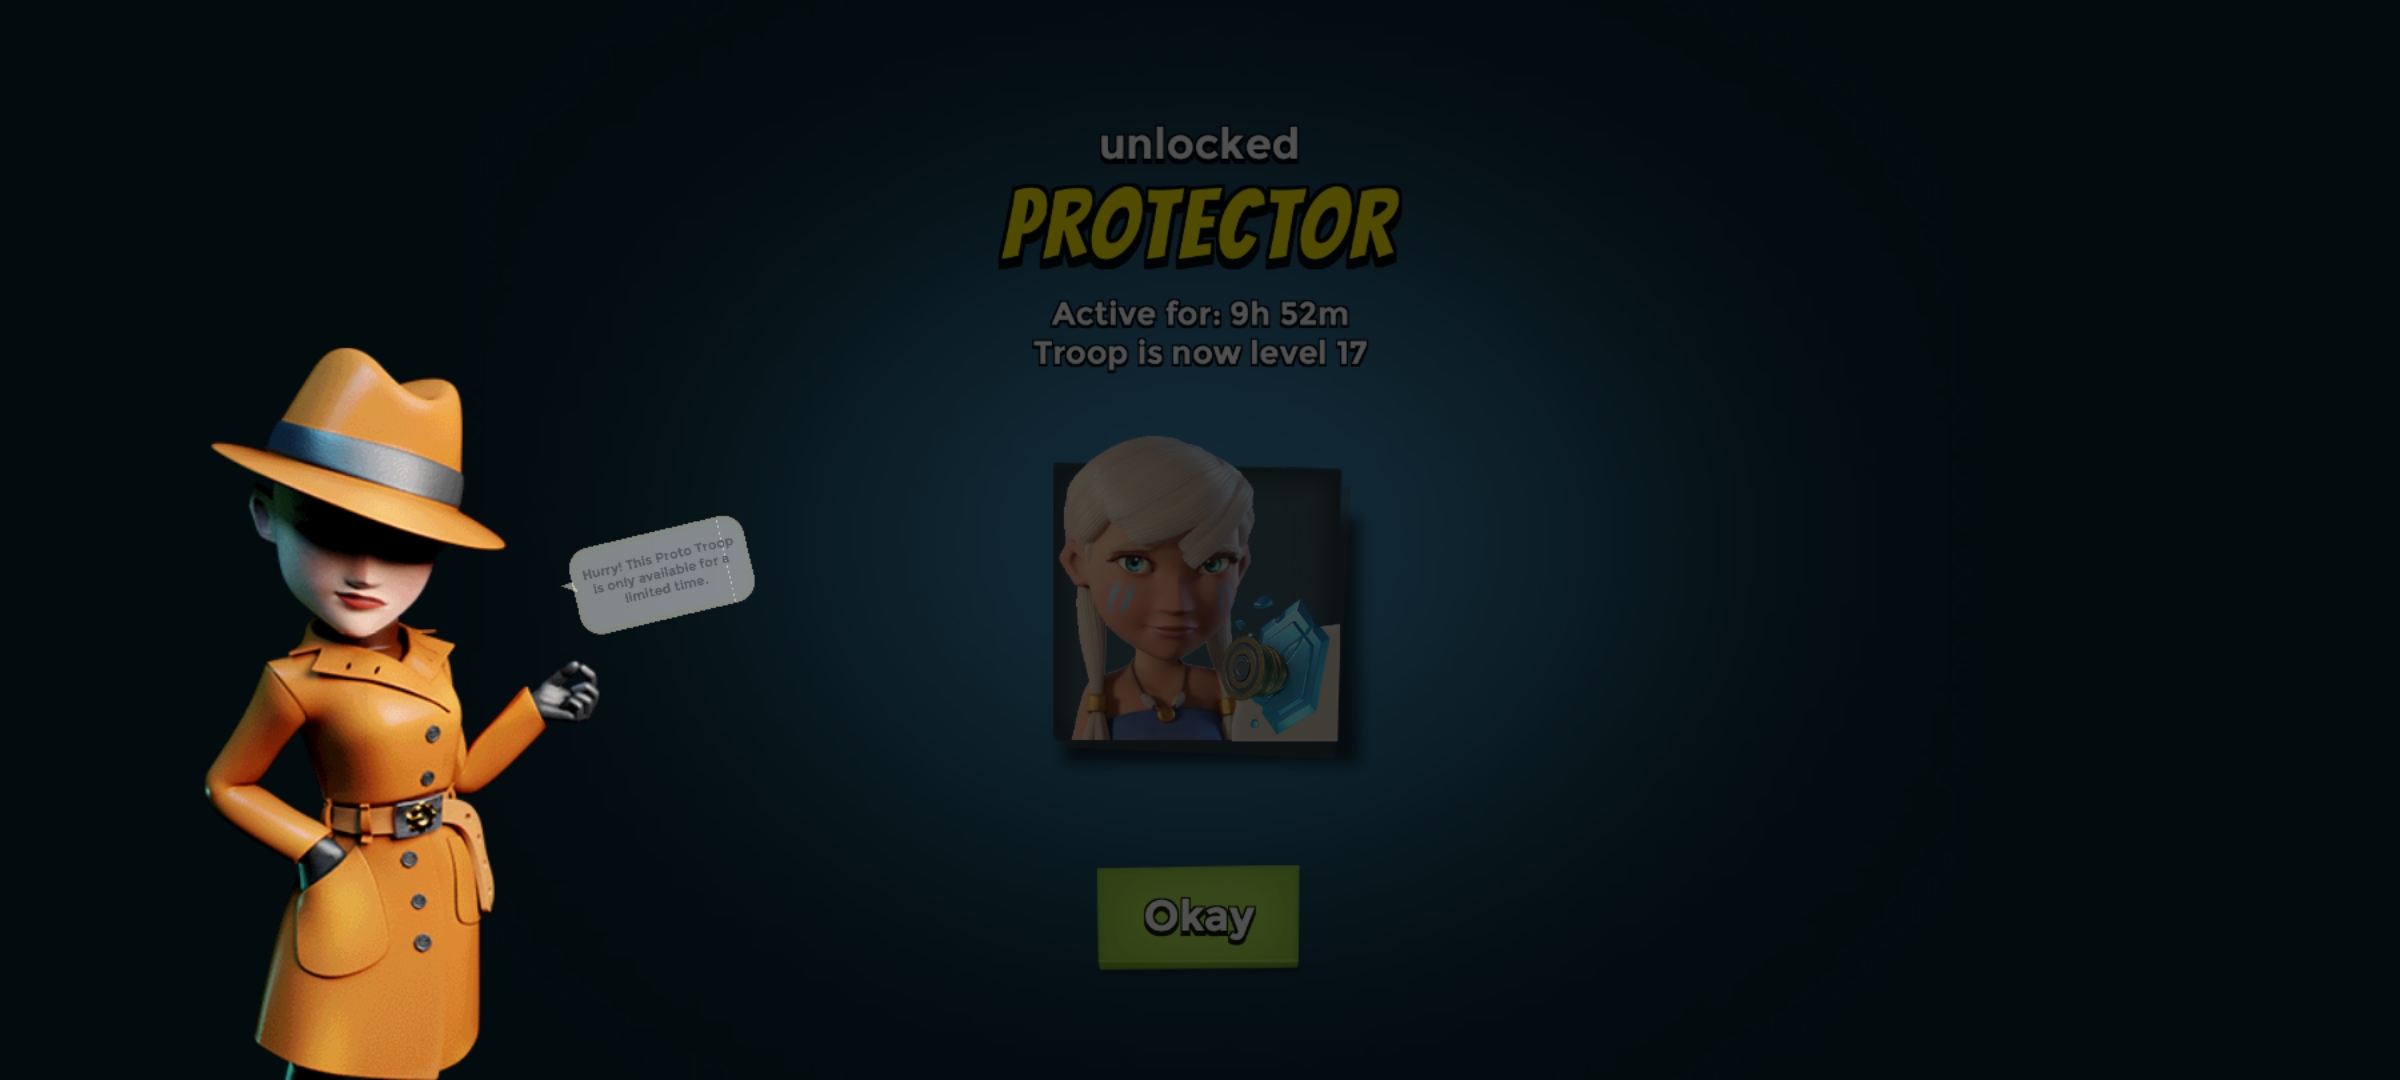 unlocked
PROTECTOR
Active for: 9h 52m
Troop is now level 17
Hurry! This Proto Troop
is only available for a
limited time.
Okay